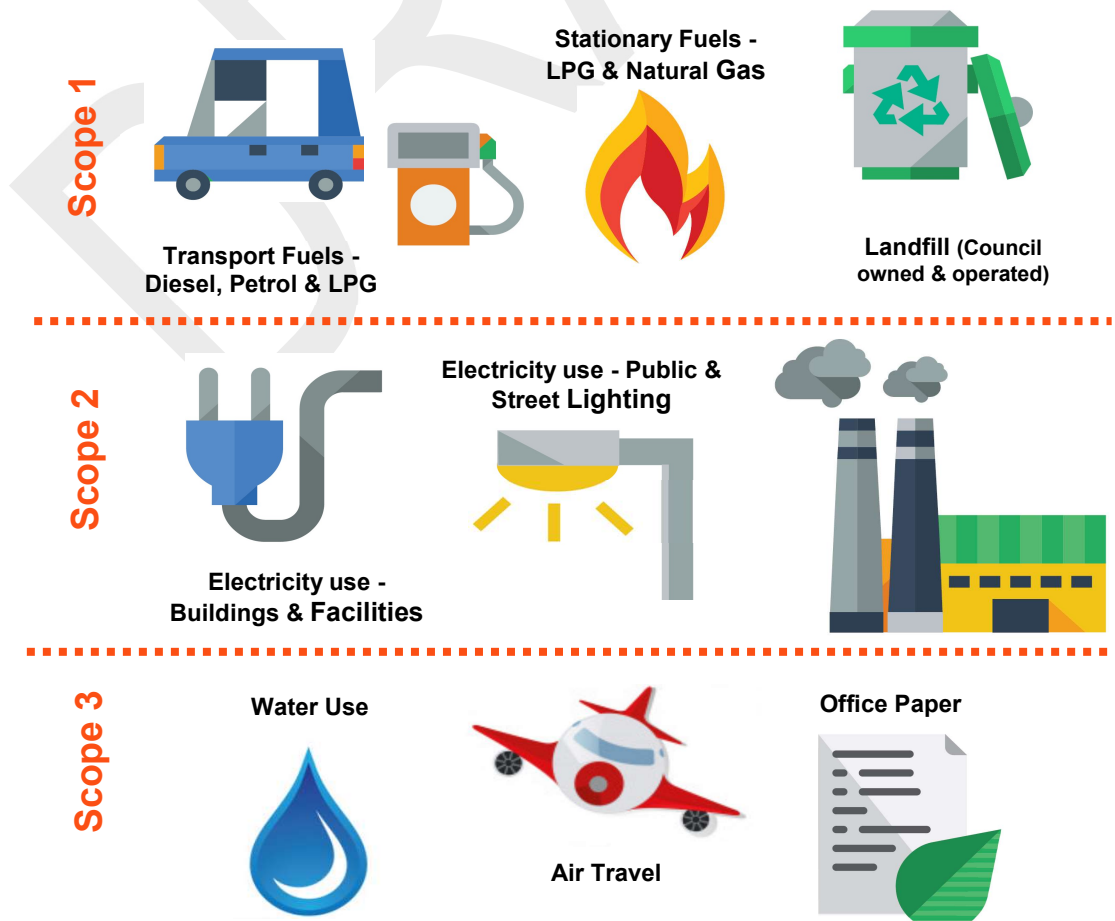 Scope 1
Transport Fuels -
Diesel, Petrol & LPG
Stationary Fuels -
LPG & Natural Gas
Landfill (Council
owned & operated)
Scope 2
Electricity use -
Buildings & Facilities
Electricity use - Public &
Street Lighting
Scope 3
Water Use
Air Travel
Office Paper